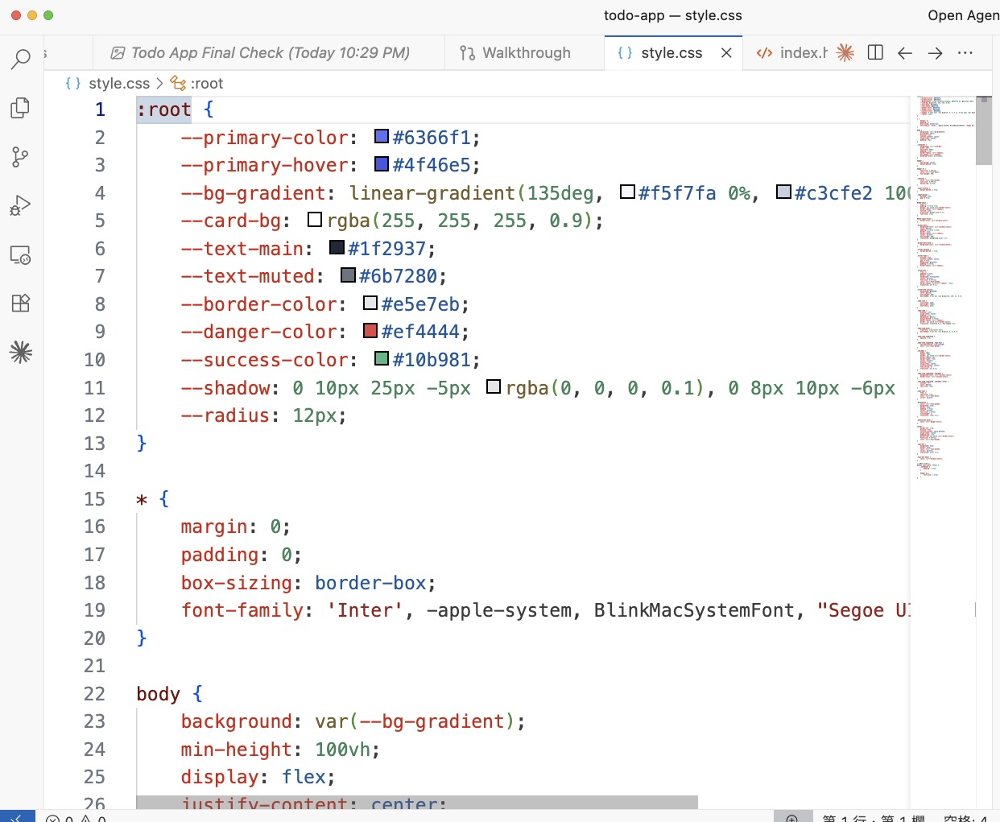 todo-app — style.css
Open Agen
s
Todo App Final Check (Today 10:29 PM)
Walkthrough
{ } style.css
index.h
{ } style.css > :root
1 :root {
2 --primary-color: #6366f1;
3 --primary-hover: #4f46e5;
4 --bg-gradient: linear-gradient(135deg, #f5f7fa 0%, #c3cfe2 100
5 --card-bg: rgba(255, 255, 255, 0.9);
6 --text-main: #1f2937;
7 --text-muted: #6b7280;
8 --border-color: #e5e7eb;
9 --danger-color: #ef4444;
10 --success-color: #10b981;
11 --shadow: 0 10px 25px -5px rgba(0, 0, 0, 0.1), 0 8px 10px -6px
12 --radius: 12px;
13 }
14
15 * {
16 margin: 0;
17 padding: 0;
18 box-sizing: border-box;
19 font-family: 'Inter', -apple-system, BlinkMacSystemFont, "Segoe UI
20 }
21
22 body {
23 background: var(--bg-gradient);
24 min-height: 100vh;
25 display: flex;
26 justify-content: center;
0 0
第 1 行，第 1 欄
空格: 4